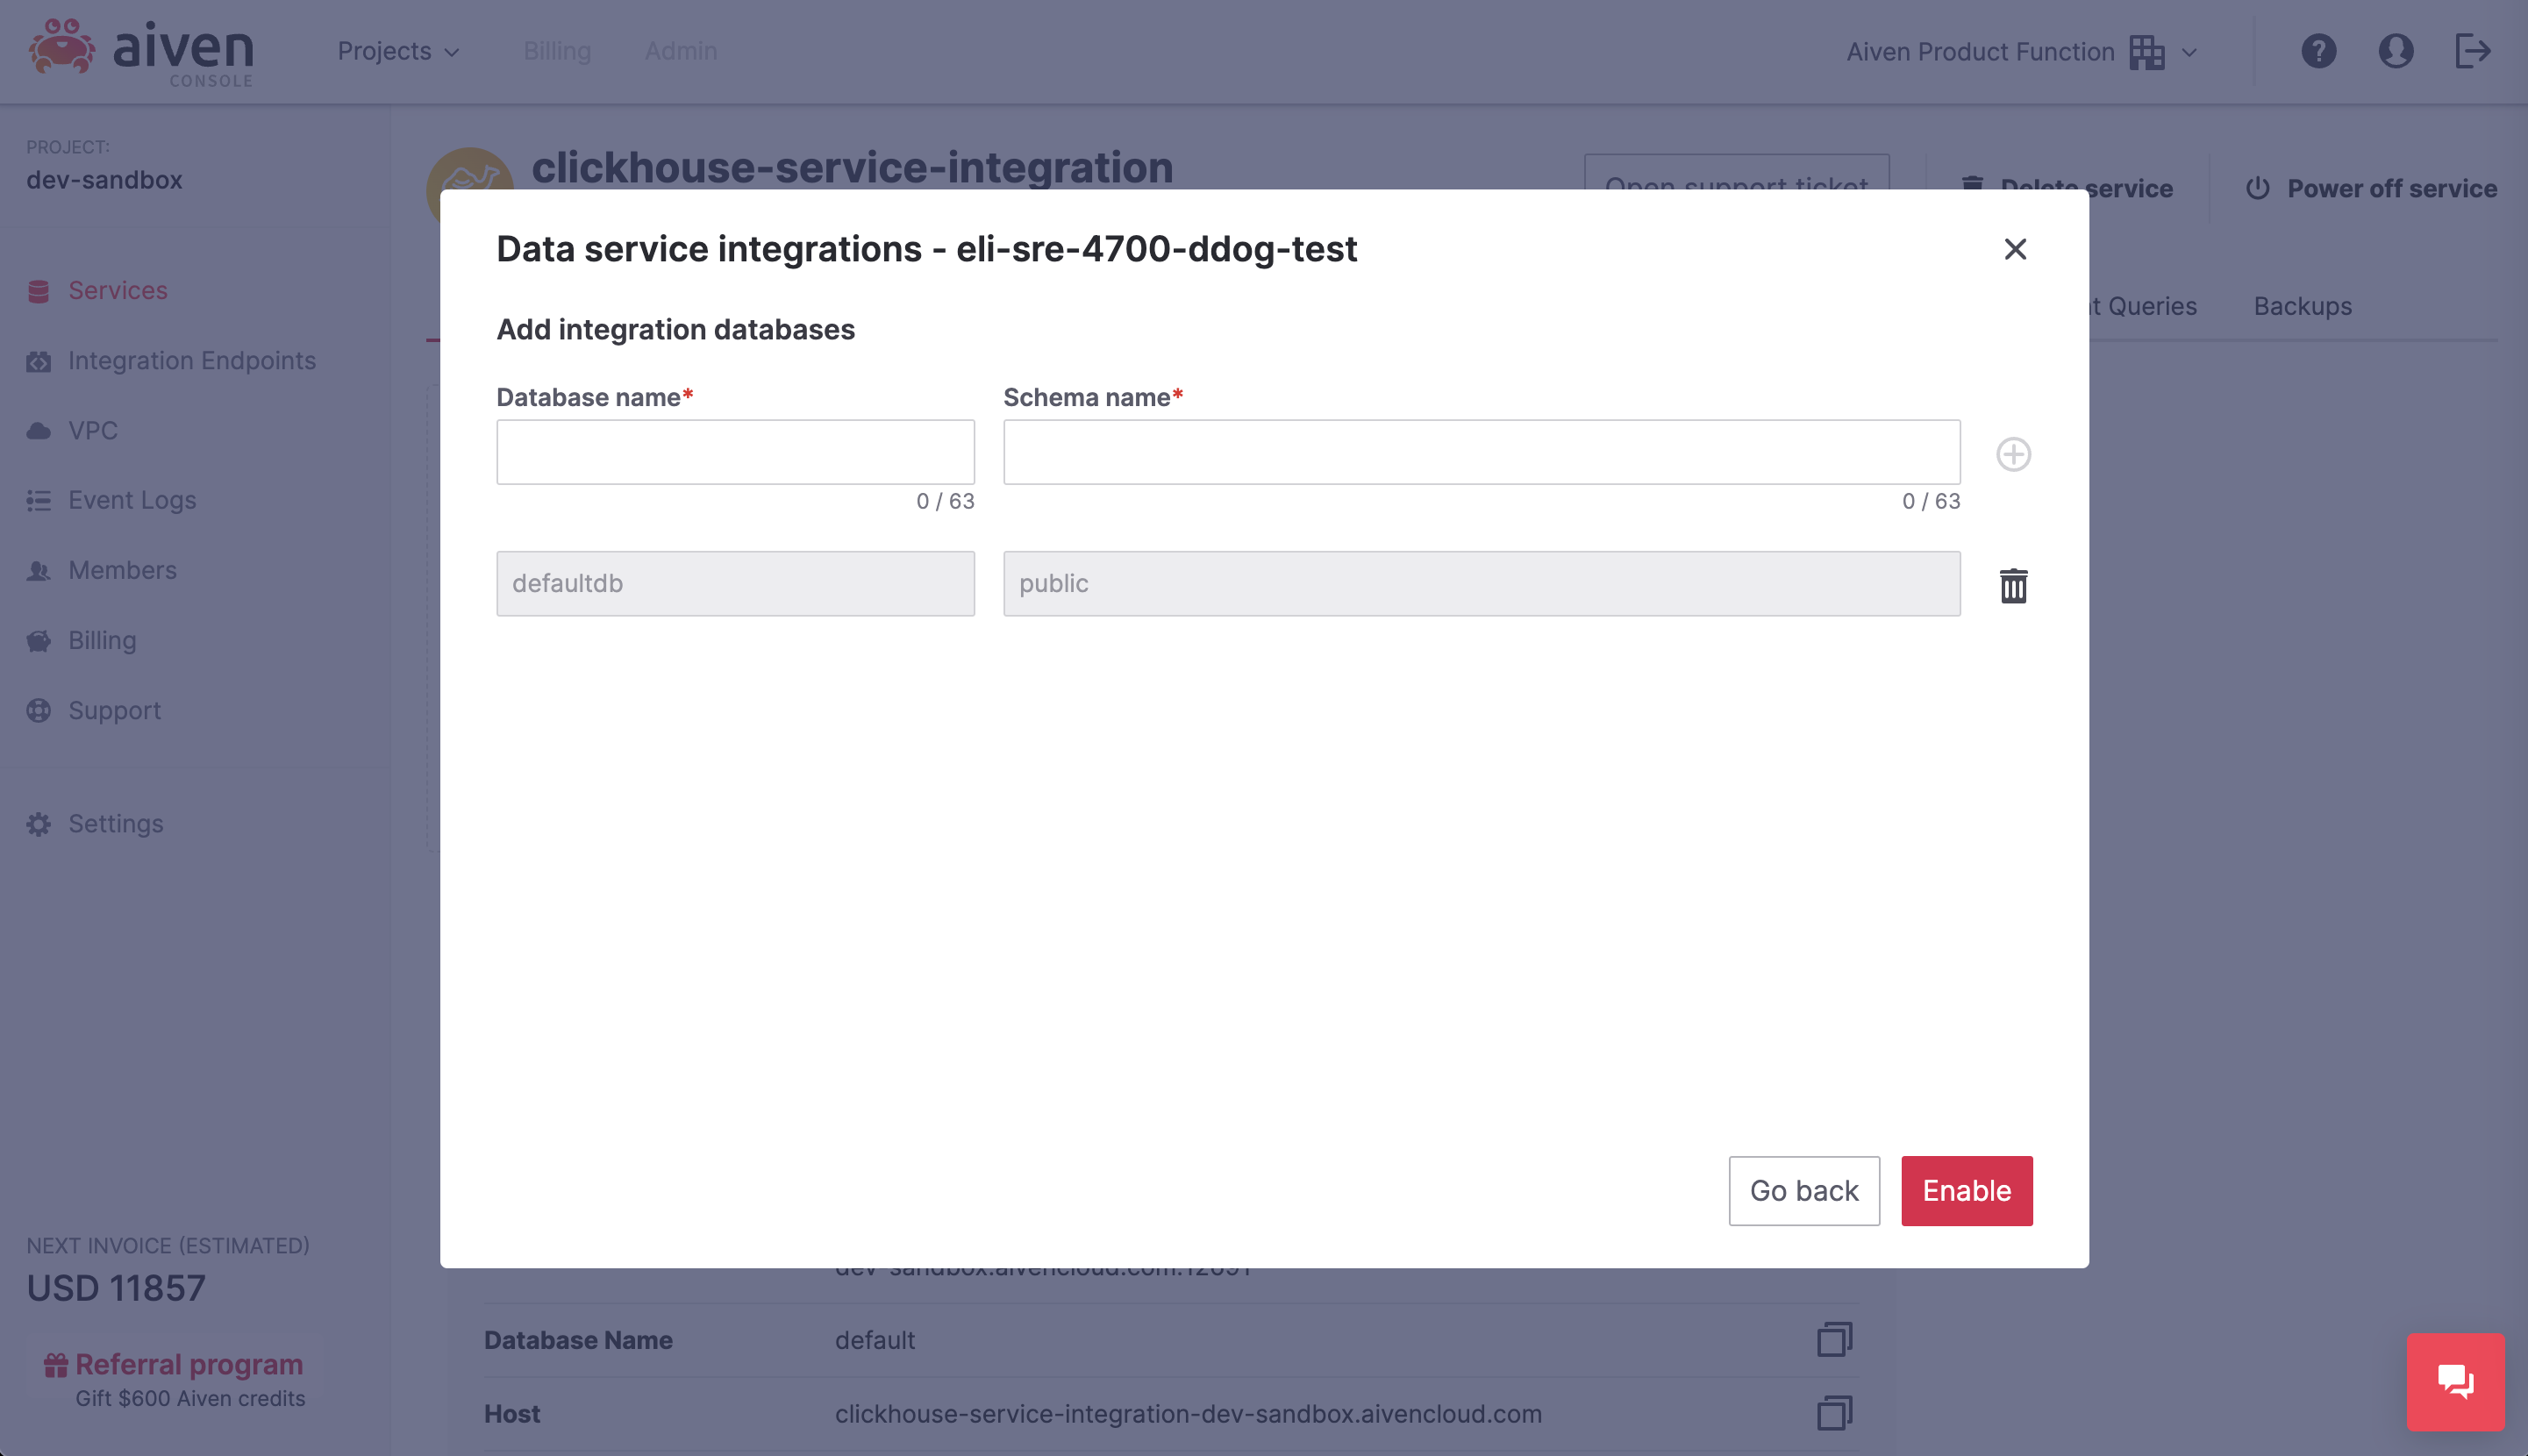 aiven
CONSOLE
Projects
Billing
Admin
Aiven Product Function
PROJECT:
dev-sandbox
clickhouse-service-integration
Open support ticket
Delete service
Power off service
Data service integrations - eli-sre-4700-ddog-test
Services
Queries
Backups
Add integration databases
Integration Endpoints
Database name*
Schema name*
VPC
0 / 63
0 / 63
Event Logs
Members
defaultdb
public
Billing
Support
Settings
Go back
Enable
NEXT INVOICE (ESTIMATED)
USD 11857
dev-sandbox.aivencloud.com:12691
Database Name
default
Referral program
Gift $600 Aiven credits
Host
clickhouse-service-integration-dev-sandbox.aivencloud.com